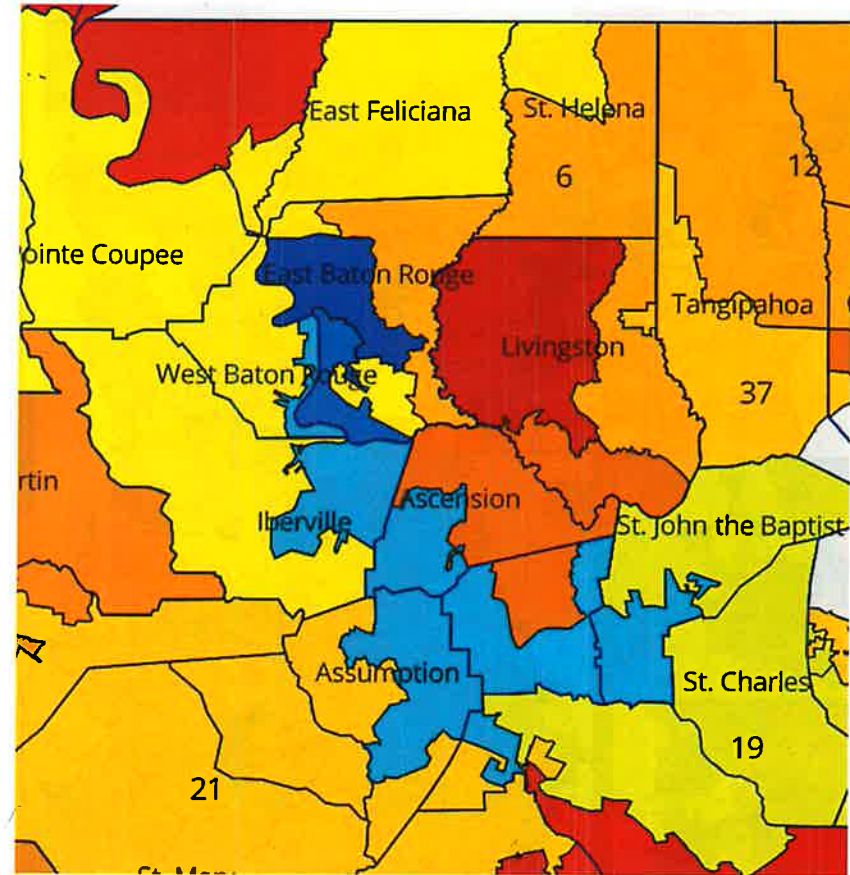 East Feliciana
St. Helena
6
12
ointe Coupee
East Baton Rouge
Tangipahoa
Livingston
West Baton Rouge
37
rtin
Ascension
Iberville
St. John the Baptist
Assumption
St. Charles
19
21